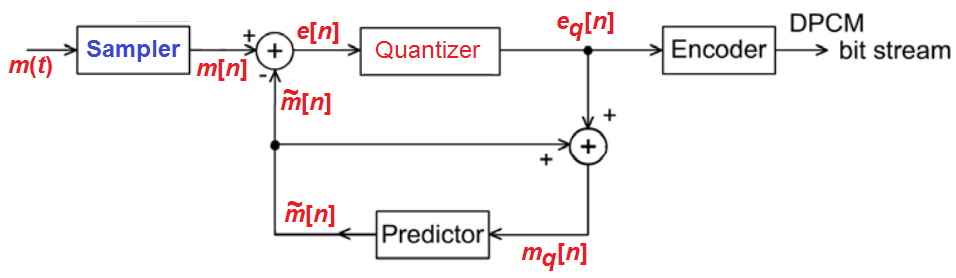 m(t)
Sampler
m[n]
+
-
+
e[n]
Quantizer
e_q[n]
Encoder
DPCM
bit stream
m̃[n]
+
+
+
m̃[n]
Predictor
m_q[n]